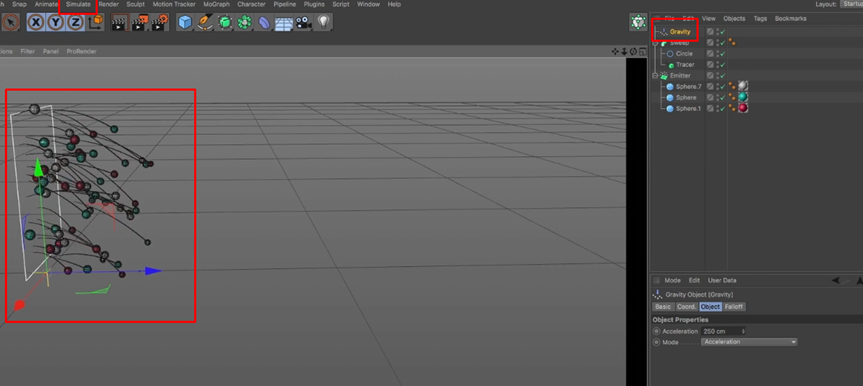 Snap Animate Simulate Render Sculpt Motion Tracker MoGraph Character Pipeline Plugins Script Window Help Layout: Startup
X Y Z
File Edit View Objects Tags Bookmarks
Filter Panel ProRender
Gravity
Sweep
Circle
Tracer
Emitter
Sphere.7
Sphere
Sphere.1
Mode Edit User Data
Gravity Object [Gravity]
Basic Coord. Object Falloff
Object Properties
Acceleration 250 cm
Mode Acceleration